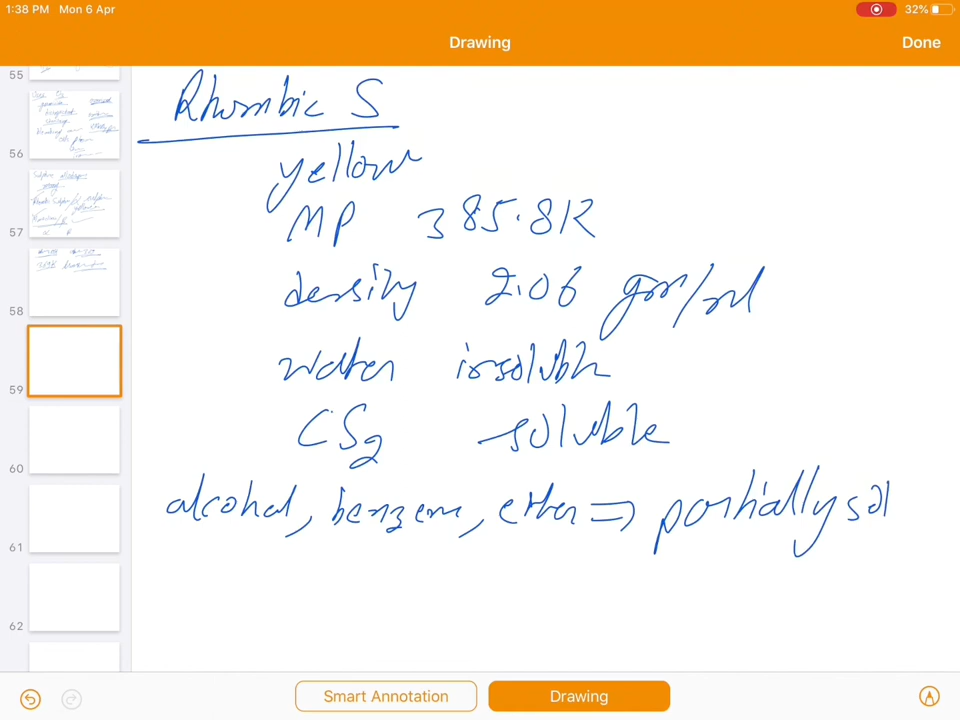 1:38 PM Mon 6 Apr
32%
Drawing
Done
55
56
57
58
59
60
61
62
Rhombic S
yellow
MP 385.8K
density 2.06 gm/ml
water insoluble
CS2 soluble
alcohol, benzene, ether ⇒ partially sol
Smart Annotation
Drawing